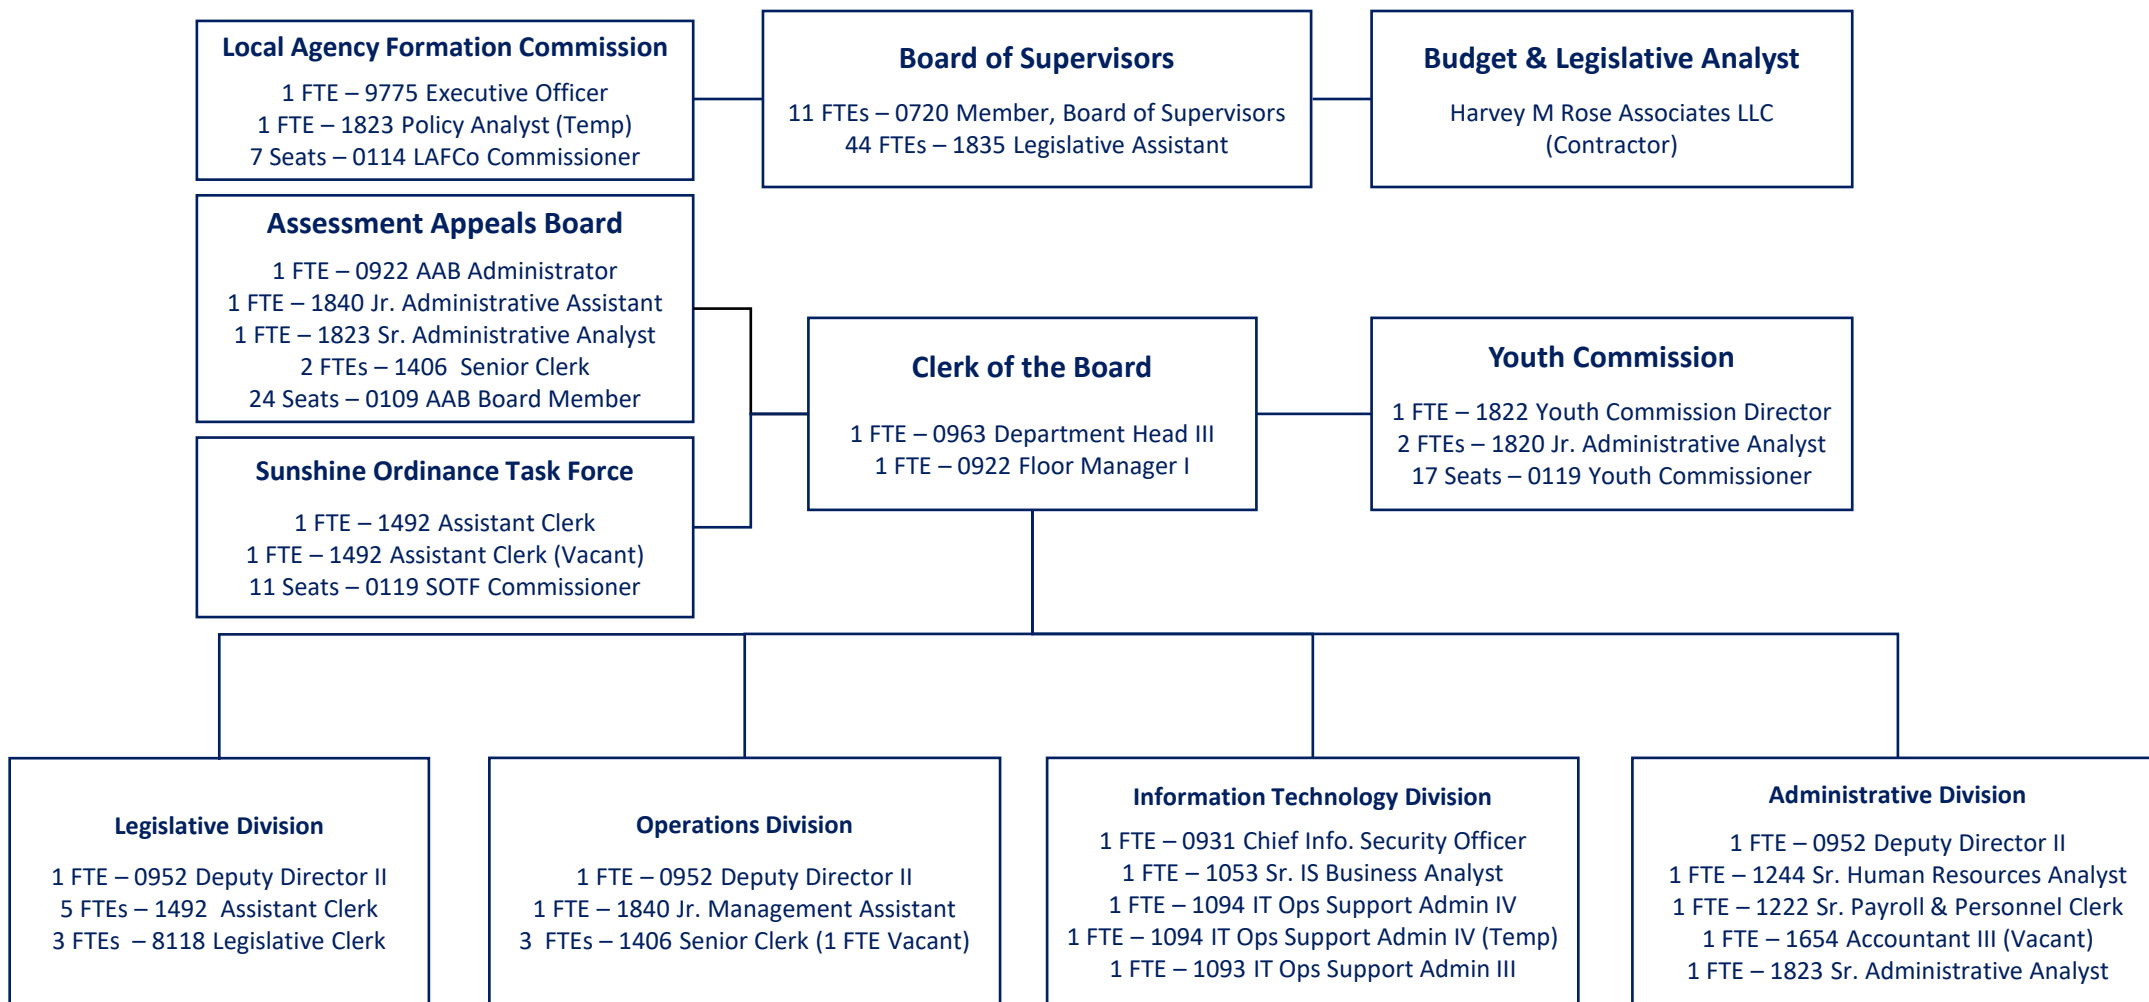 Local Agency Formation Commission
1 FTE – 9775 Executive Officer
1 FTE – 1823 Policy Analyst (Temp)
7 Seats – 0114 LAFCo Commissioner
Board of Supervisors
11 FTEs – 0720 Member, Board of Supervisors
44 FTEs – 1835 Legislative Assistant
Budget & Legislative Analyst
Harvey M Rose Associates LLC
(Contractor)
Assessment Appeals Board
1 FTE – 0922 AAB Administrator
1 FTE – 1840 Jr. Administrative Assistant
1 FTE – 1823 Sr. Administrative Analyst
2 FTEs – 1406  Senior Clerk
24 Seats – 0109 AAB Board Member
Sunshine Ordinance Task Force
1 FTE – 1492 Assistant Clerk
1 FTE – 1492 Assistant Clerk (Vacant)
11 Seats – 0119 SOTF Commissioner
Clerk of the Board
1 FTE – 0963 Department Head III
1 FTE – 0922 Floor Manager I
Youth Commission
1 FTE – 1822 Youth Commission Director
2 FTEs – 1820 Jr. Administrative Analyst
17 Seats – 0119 Youth Commissioner
Legislative Division
1 FTE – 0952 Deputy Director II
5 FTEs – 1492  Assistant Clerk
3 FTEs  – 8118 Legislative Clerk
Operations Division
1 FTE – 0952 Deputy Director II
1 FTE – 1840 Jr. Management Assistant
3  FTEs – 1406 Senior Clerk (1 FTE Vacant)
Information Technology Division
1 FTE – 0931 Chief Info. Security Officer
1 FTE – 1053 Sr. IS Business Analyst
1 FTE – 1094 IT Ops Support Admin IV
1 FTE – 1094 IT Ops Support Admin IV (Temp)
1 FTE – 1093 IT Ops Support Admin III
Administrative Division
1 FTE – 0952 Deputy Director II
1 FTE – 1244 Sr. Human Resources Analyst
1 FTE – 1222 Sr. Payroll & Personnel Clerk
1 FTE – 1654 Accountant III (Vacant)
1 FTE – 1823 Sr. Administrative Analyst